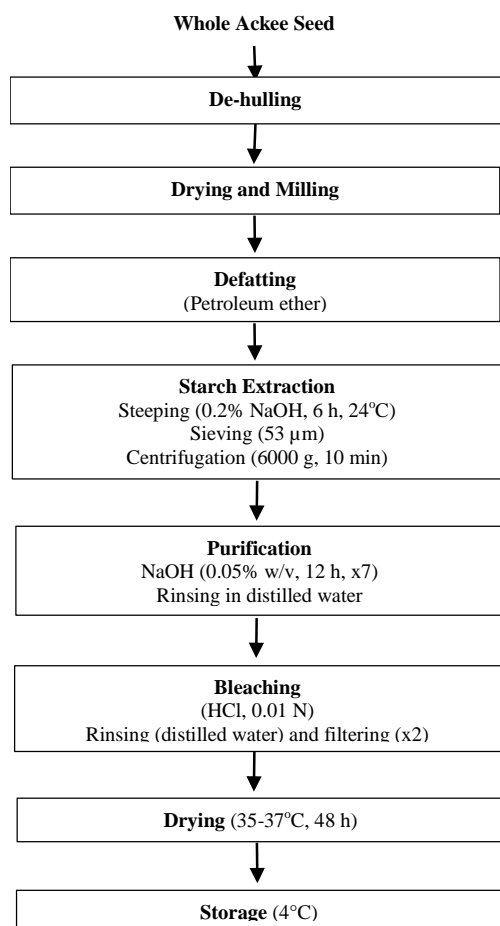 Whole Ackee Seed
De-hulling
Drying and Milling
Defatting
(Petroleum ether)
Starch Extraction
Steeping (0.2% NaOH, 6 h, 24°C)
Sieving (53 µm)
Centrifugation (6000 g, 10 min)
Purification
NaOH (0.05% w/v, 12 h, x7)
Rinsing in distilled water
Bleaching
(HCl, 0.01 N)
Rinsing (distilled water) and filtering (x2)
Drying (35-37°C, 48 h)
Storage (4°C)